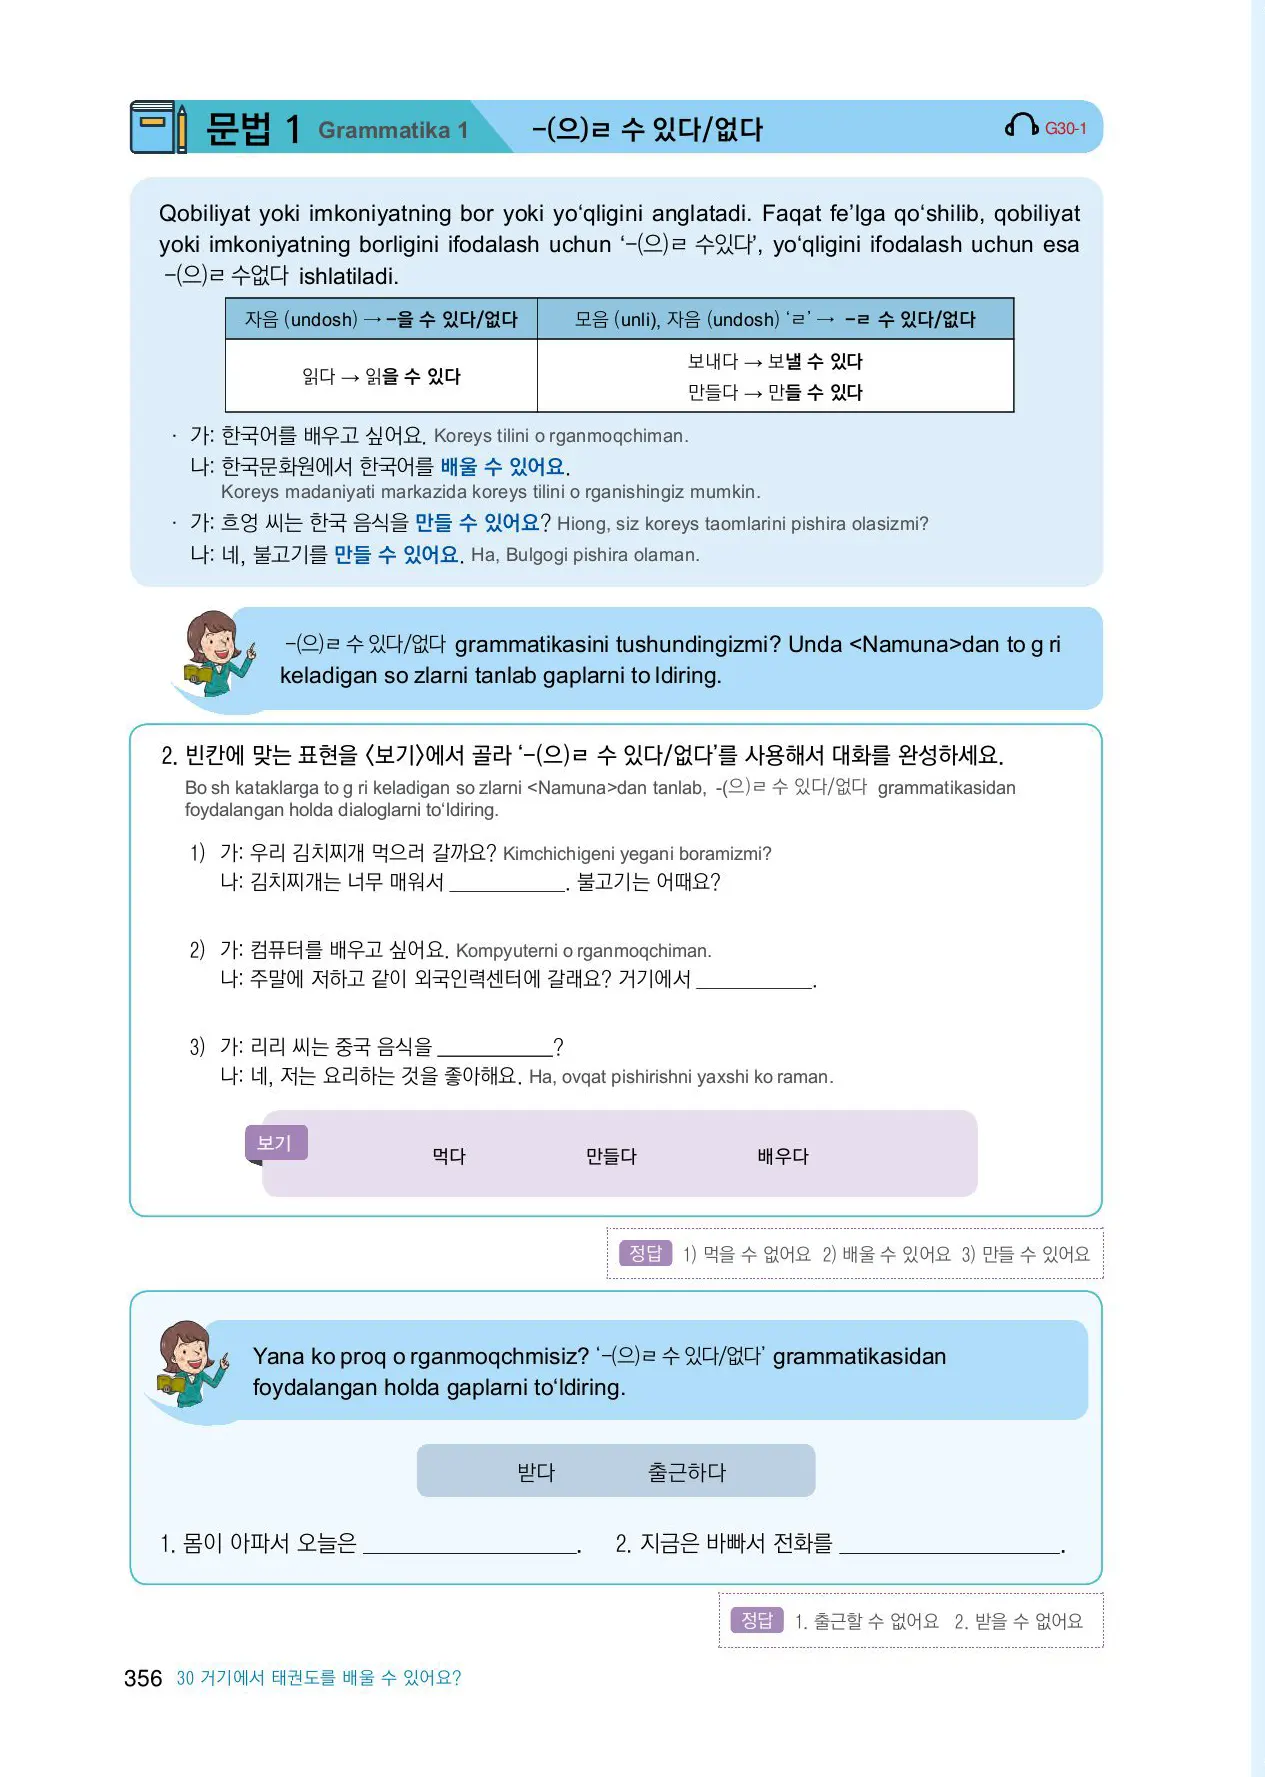 문법 1 Grammatika 1 -(으)ㄹ 수 있다/없다 G30-1
Qobiliyat yoki imkoniyatning bor yoki yo‘qligini anglatadi. Faqat fe’lga qo‘shilib, qobiliyat
yoki imkoniyatning borligini ifodalash uchun ‘-(으)ㄹ 수있다’, yo‘qligini ifodalash uchun esa
-(으)ㄹ 수없다 ishlatiladi.
자음 (undosh) → -을 수 있다/없다 모음 (unli), 자음 (undosh) ‘ㄹ’ → -ㄹ 수 있다/없다
읽다 → 읽을 수 있다
보내다 → 보낼 수 있다
만들다 → 만들 수 있다
· 가: 한국어를 배우고 싶어요. Koreys tilini o rganmoqchiman.
나: 한국문화원에서 한국어를 배울 수 있어요.
Koreys madaniyati markazida koreys tilini o rganishingiz mumkin.
· 가: 흐엉 씨는 한국 음식을 만들 수 있어요? Hiong, siz koreys taomlarini pishira olasizmi?
나: 네, 불고기를 만들 수 있어요. Ha, Bulgogi pishira olaman.
-(으)ㄹ 수 있다/없다 grammatikasini tushundingizmi? Unda <Namuna>dan to g ri
keladigan so zlarni tanlab gaplarni to ldiring.
2. 빈칸에 맞는 표현을 <보기>에서 골라 ‘-(으)ㄹ 수 있다/없다’를 사용해서 대화를 완성하세요.
Bo sh kataklarga to g ri keladigan so zlarni <Namuna>dan tanlab, -(으)ㄹ 수 있다/없다 grammatikasidan
foydalangan holda dialoglarni to‘ldiring.
1) 가: 우리 김치찌개 먹으러 갈까요? Kimchichigeni yegani boramizmi?
나: 김치찌개는 너무 매워서 ___________. 불고기는 어때요?
2) 가: 컴퓨터를 배우고 싶어요. Kompyuterni o rganmoqchiman.
나: 주말에 저하고 같이 외국인력센터에 갈래요? 거기에서 ___________.
3) 가: 리리 씨는 중국 음식을 ___________?
나: 네, 저는 요리하는 것을 좋아해요. Ha, ovqat pishirishni yaxshi ko raman.
보기
먹다 만들다 배우다
정답 1) 먹을 수 없어요 2) 배울 수 있어요 3) 만들 수 있어요
Yana ko proq o rganmoqchmisiz? ‘-(으)ㄹ 수 있다/없다’ grammatikasidan
foydalangan holda gaplarni to‘ldiring.
받다 출근하다
1. 몸이 아파서 오늘은 ___________________. 2. 지금은 바빠서 전화를 ___________________.
정답 1. 출근할 수 없어요 2. 받을 수 없어요
356 30 거기에서 태권도를 배울 수 있어요?